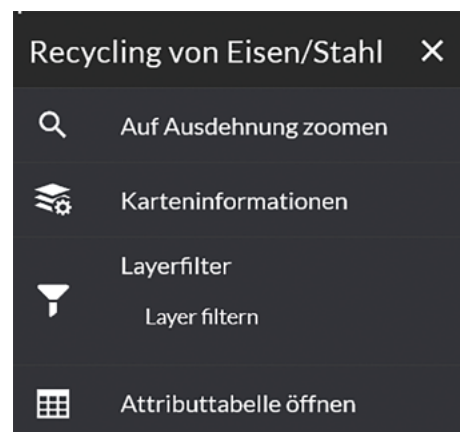 Recycling von Eisen/Stahl
Auf Ausdehnung zoomen
Karteninformationen
Layerfilter
Layer filtern
Attributtabelle öffnen